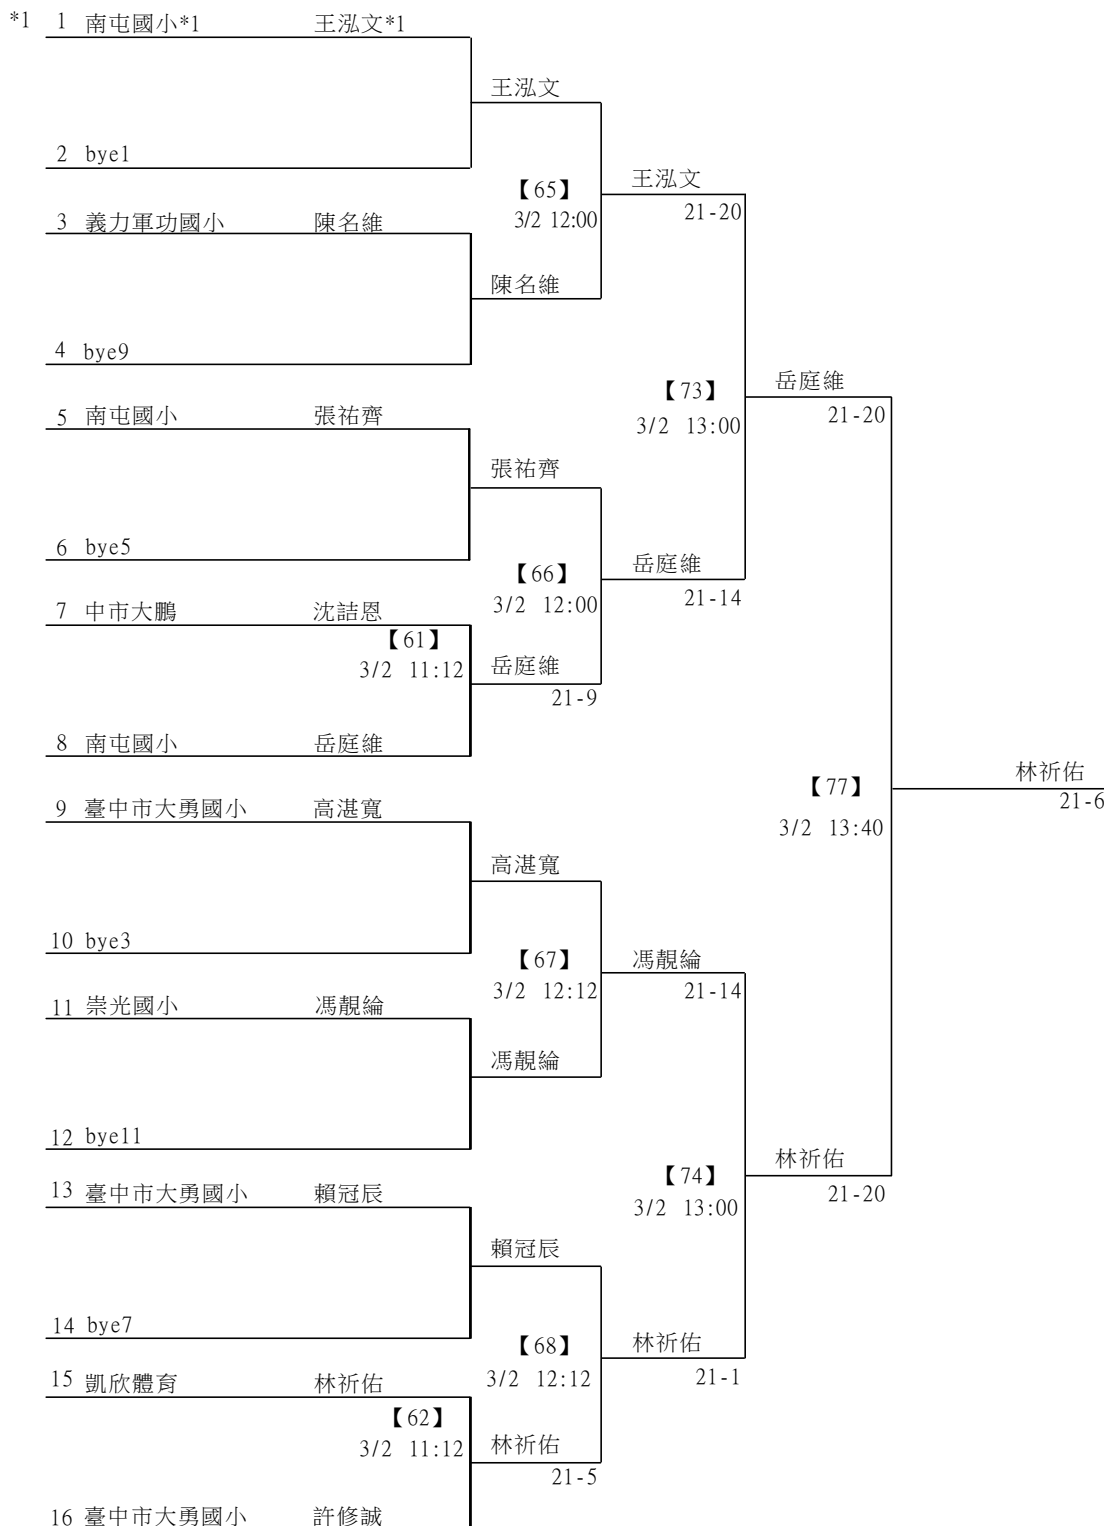 *1 1 南屯國小*1 王泓文*1
王泓文
2 bye1
【65】
3/2 12:00
王泓文
21-20
3 義力軍功國小 陳名維
陳名維
4 bye9
【73】
3/2 13:00
岳庭維
21-20
5 南屯國小 張祐齊
張祐齊
6 bye5
【66】
3/2 12:00
岳庭維
21-14
7 中市大鵬 沈詰恩
【61】
3/2 11:12
岳庭維
21-9
8 南屯國小 岳庭維
【77】
3/2 13:40
林祈佑
21-6
9 臺中市大勇國小 高湛寬
高湛寬
10 bye3
【67】
3/2 12:12
馮靚綸
21-14
11 崇光國小 馮靚綸
馮靚綸
12 bye11
【74】
3/2 13:00
林祈佑
21-20
13 臺中市大勇國小 賴冠辰
賴冠辰
14 bye7
【68】
3/2 12:12
林祈佑
21-1
15 凱欣體育 林祈佑
【62】
3/2 11:12
林祈佑
21-5
16 臺中市大勇國小 許修誠